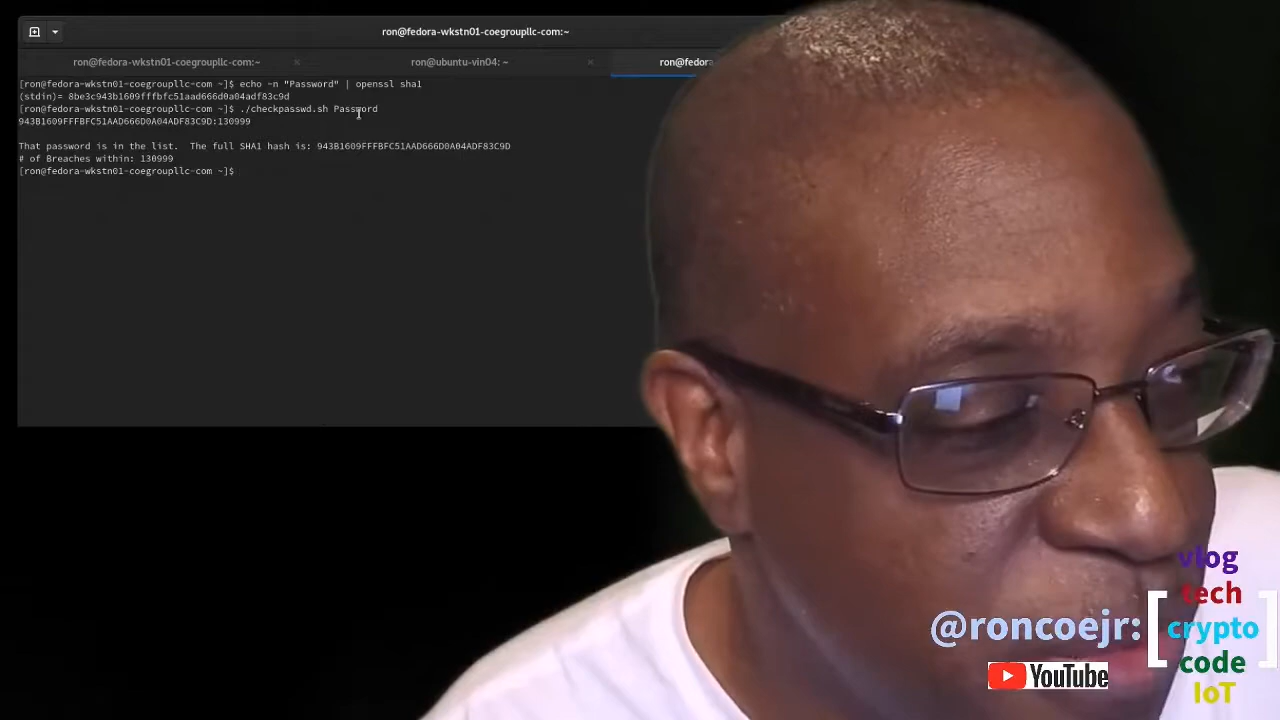 ron@fedora-wkstn01-coegroupllc-com:~
ron@fedora-wkstn01-coegroupllc-com:~ × ron@ubuntu-vin04: ~ × ron@fedora
[ron@fedora-wkstn01-coegroupllc-com ~]$ echo -n "Password" | openssl sha1
(stdin)= 8be3c943b1609fffbfc51aad666d0a04adf83c9d
[ron@fedora-wkstn01-coegroupllc-com ~]$ ./checkpasswd.sh Password
943B1609FFFBFC51AAD666D0A04ADF83C9D:130999
That password is in the list.  The full SHA1 hash is: 943B1609FFFBFC51AAD666D0A04ADF83C9D
# of Breaches within: 130999
[ron@fedora-wkstn01-coegroupllc-com ~]$
vlog
tech
@roncoejr: [ crypto ]
code
YouTube
IoT